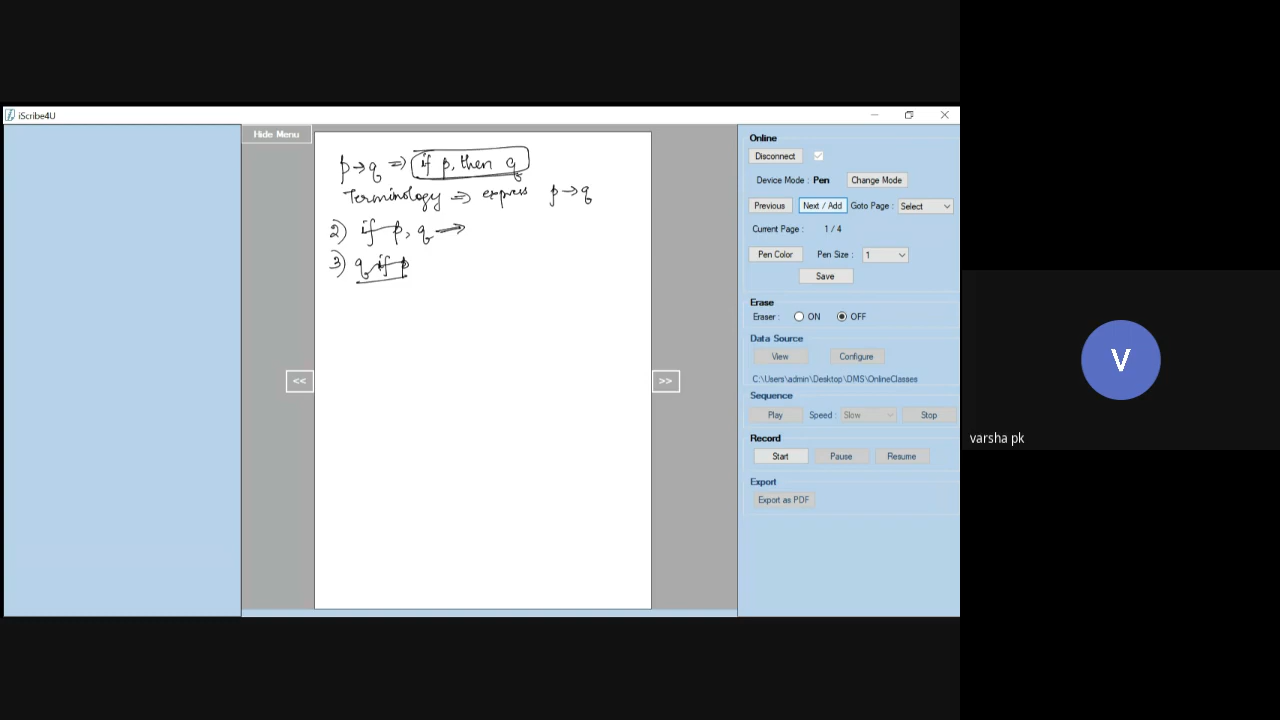 iScribe4U
Hide Menu
p→q ⇒ if p, then q
Terminology ⇒ express p→q
2) if p, q →
3) q if p
<<
>>
Online
Disconnect
Device Mode : Pen Change Mode
Previous Next / Add Goto Page : Select
Current Page : 1 / 4
Pen Color Pen Size : 1
Save
Erase
Eraser : ON OFF
Data Source
View Configure
C:\Users\admin\Desktop\DMS\OnlineClasses
Sequence
Play Speed : Slow Stop
Record
Start Pause Resume
Export
Export as PDF
V
varsha pk